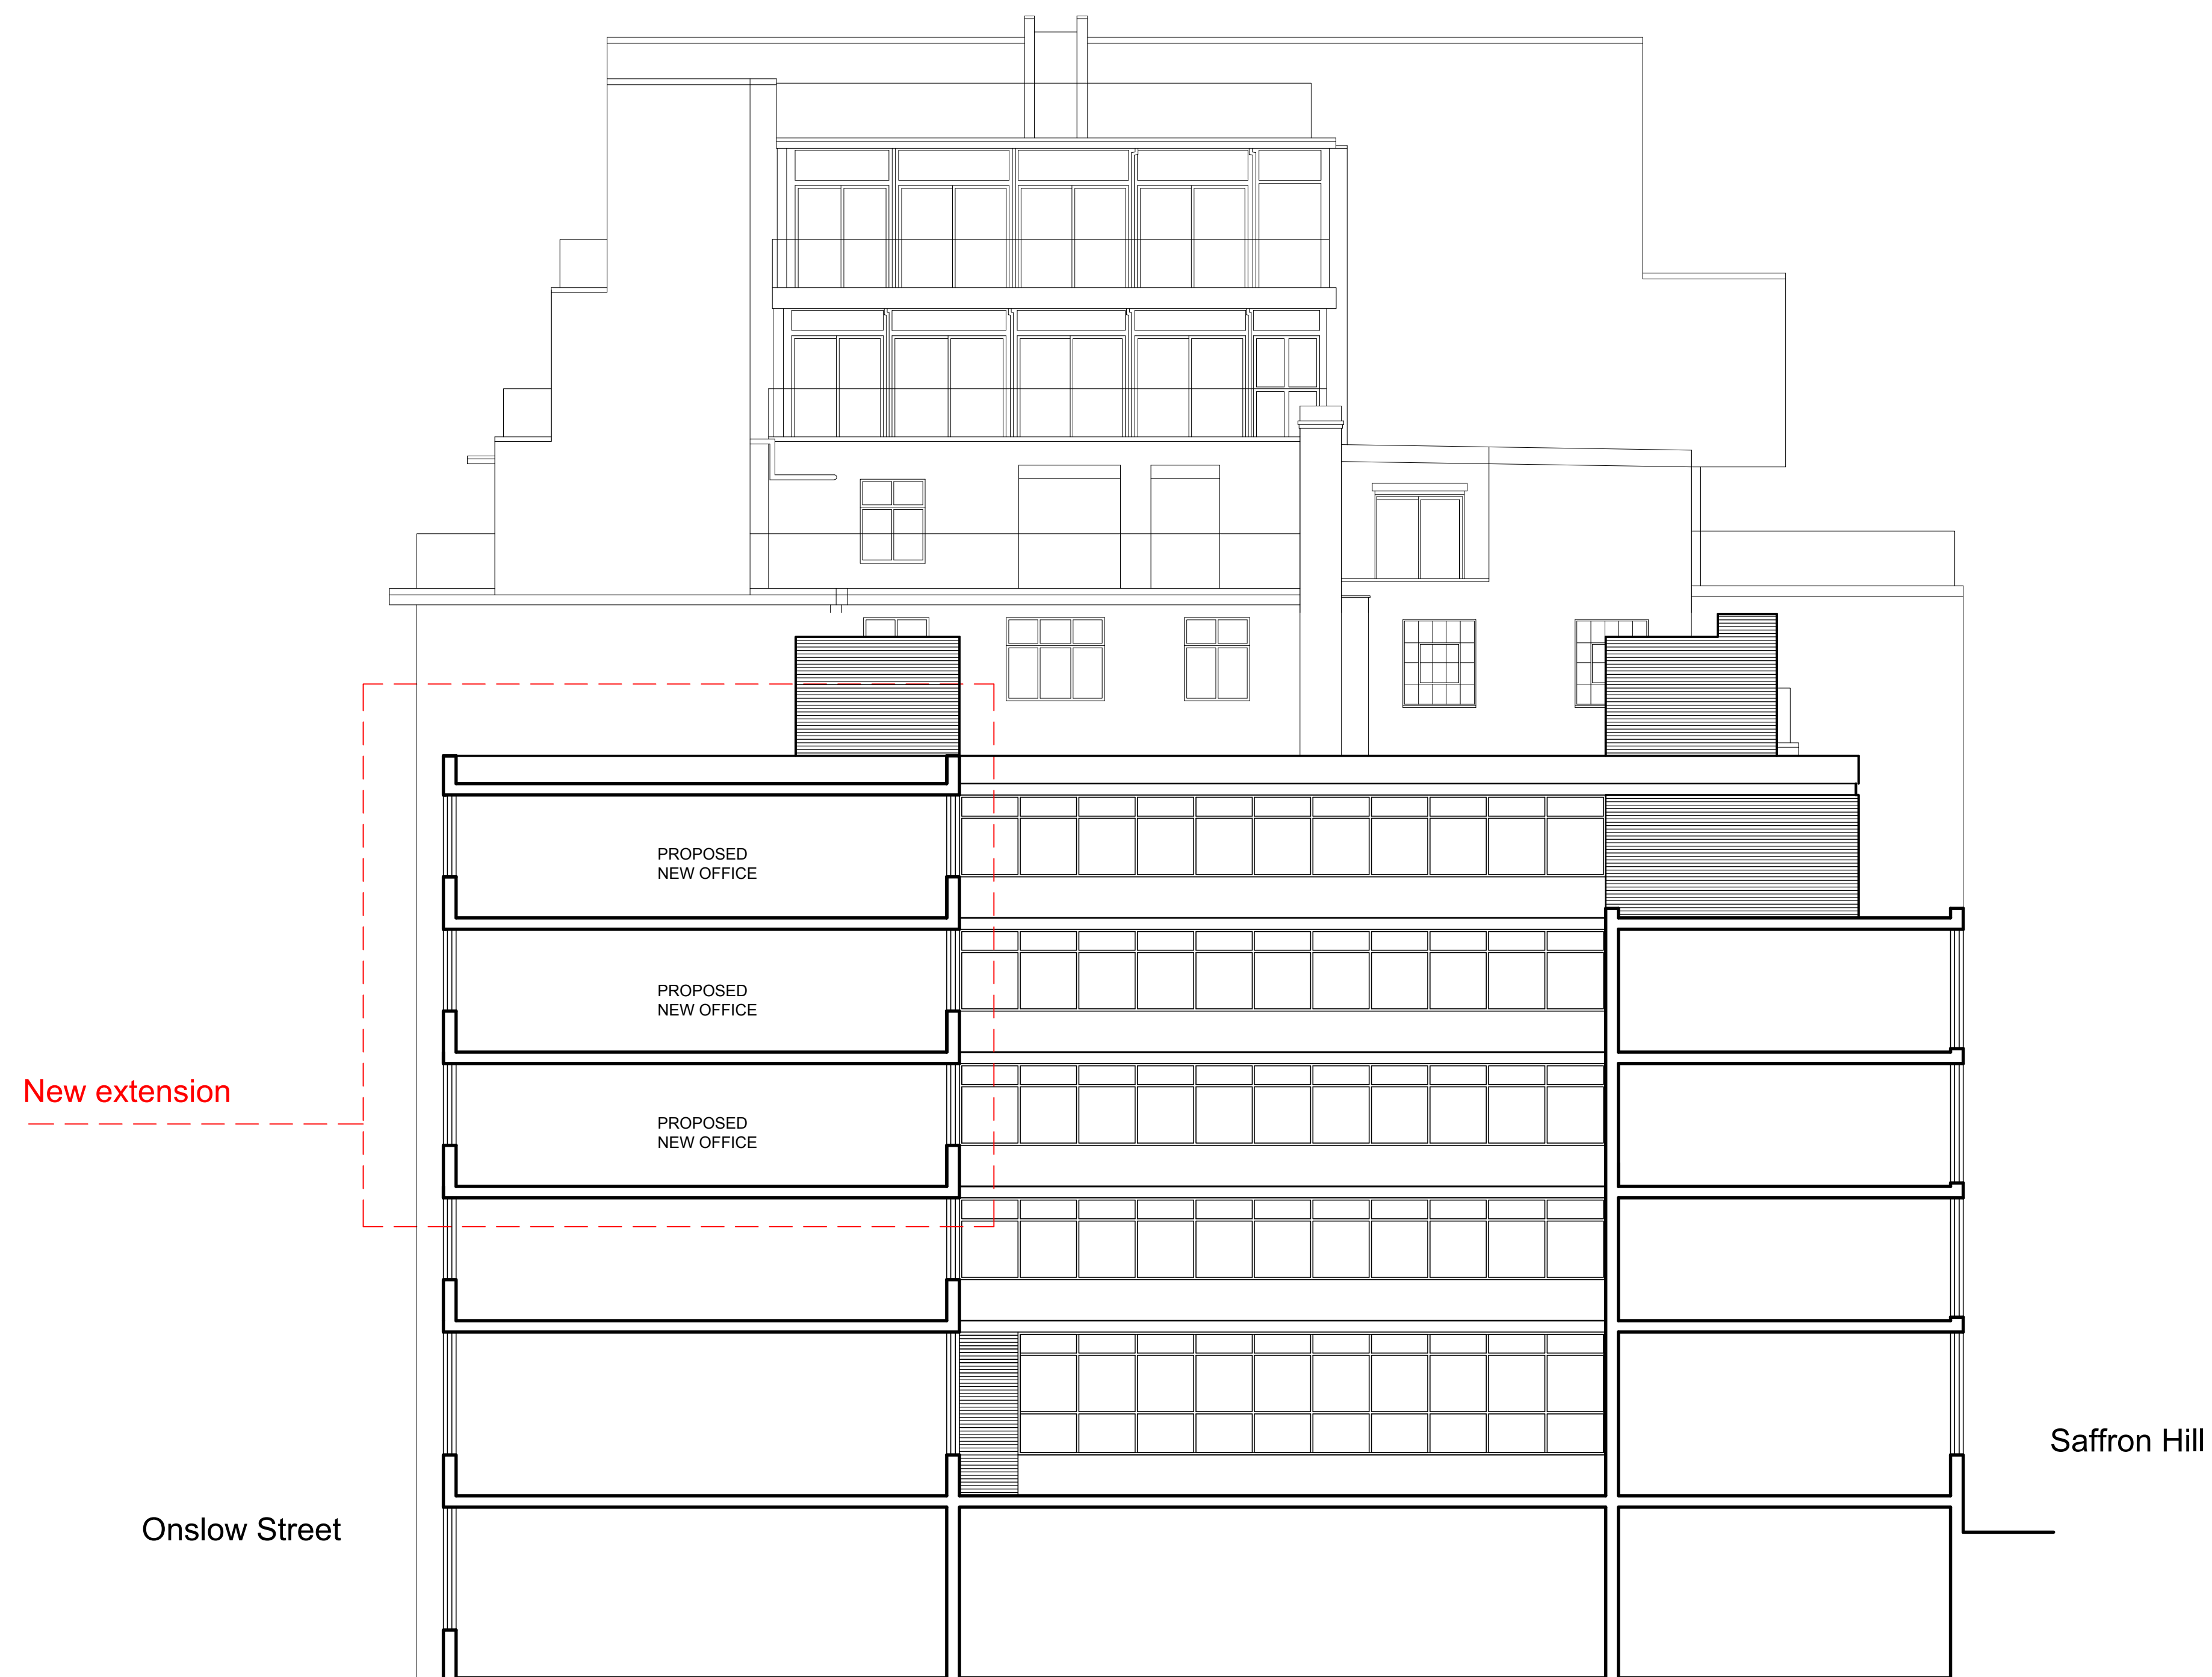 PROPOSED
NEW OFFICE
PROPOSED
NEW OFFICE
New extension
PROPOSED
NEW OFFICE
Saffron Hill
Onslow Street